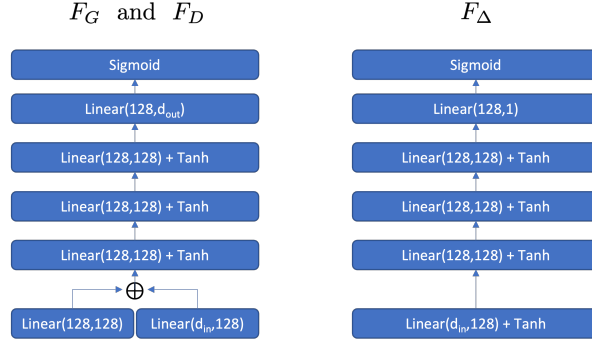 F_G and F_D
Sigmoid
Linear(128,d_out)
Linear(128,128) + Tanh
Linear(128,128) + Tanh
Linear(128,128) + Tanh
⊕
Linear(128,128)
Linear(d_in,128)
F_Δ
Sigmoid
Linear(128,1)
Linear(128,128) + Tanh
Linear(128,128) + Tanh
Linear(128,128) + Tanh
Linear(d_in,128) + Tanh